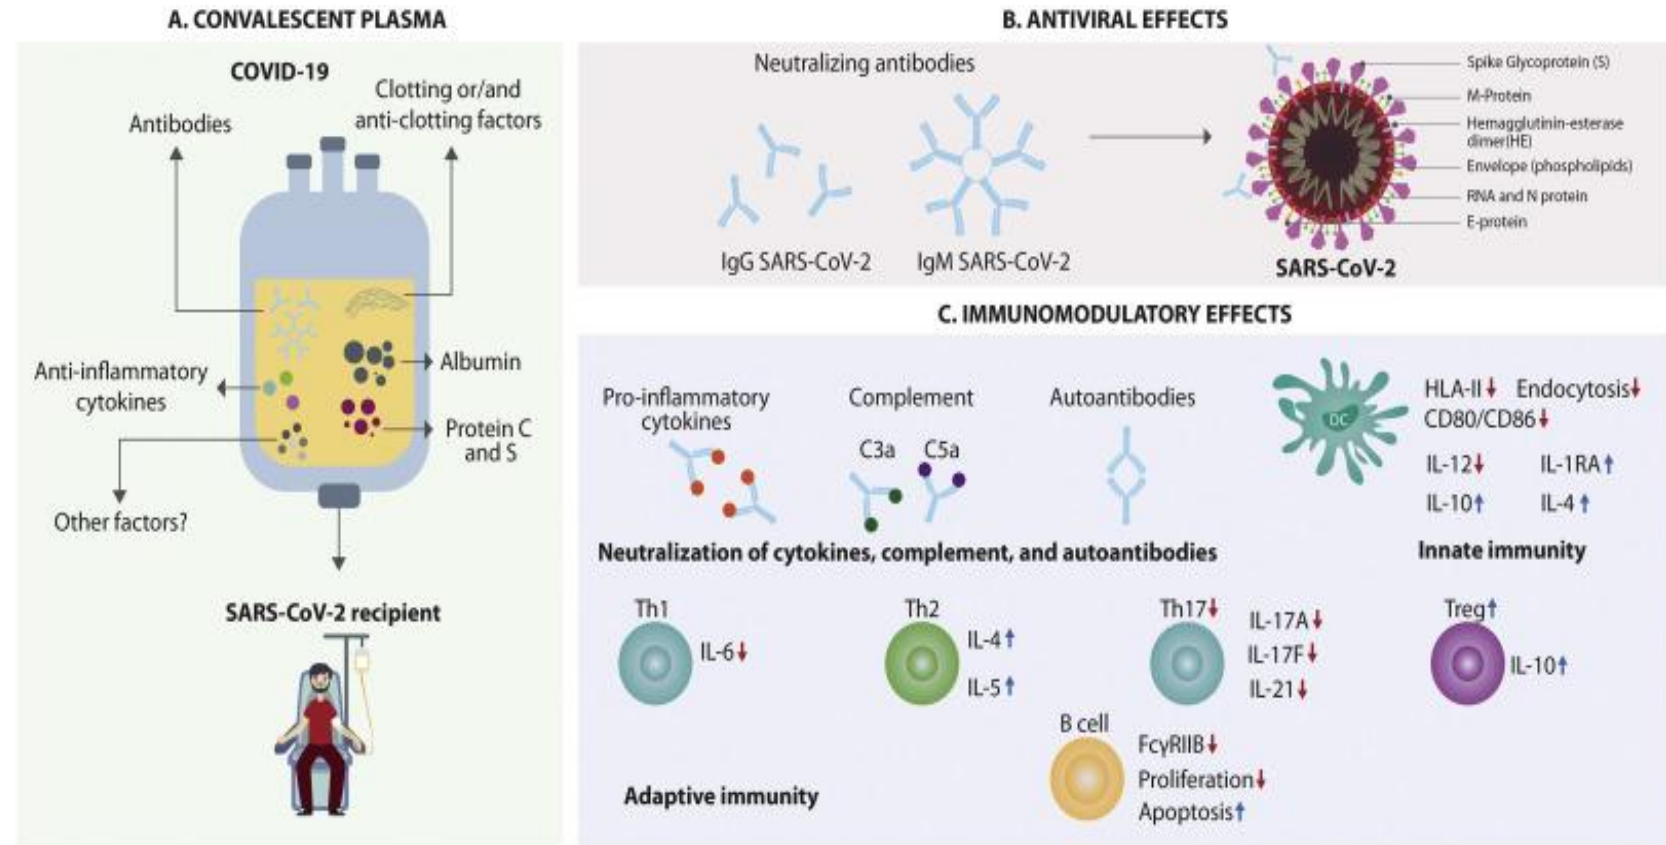 A. CONVALESCENT PLASMA
COVID-19
Antibodies
Clotting or/and
anti-clotting factors
Anti-inflammatory
cytokines
Albumin
Protein C
and S
Other factors?
SARS-CoV-2 recipient
B. ANTIVIRAL EFFECTS
Neutralizing antibodies
IgG SARS-CoV-2
IgM SARS-CoV-2
Spike Glycoprotein (S)
M-Protein
Hemagglutinin-esterase
dimer(HE)
Envelope (phospholipids)
RNA and N protein
E-protein
SARS-CoV-2
C. IMMUNOMODULATORY EFFECTS
Pro-inflammatory
cytokines
Complement
C3a
C5a
Autoantibodies
Neutralization of cytokines, complement, and autoantibodies
DC
HLA-II↓ Endocytosis↓
CD80/CD86↓
IL-12↓ IL-1RA↑
IL-10↑ IL-4↑
Innate immunity
Th1
IL-6↓
Th2
IL-4↑
IL-5↑
Th17↓
IL-17A↓
IL-17F↓
IL-21↓
Treg↑
IL-10↑
B cell
FcγRIIB↓
Proliferation↓
Apoptosis↑
Adaptive immunity